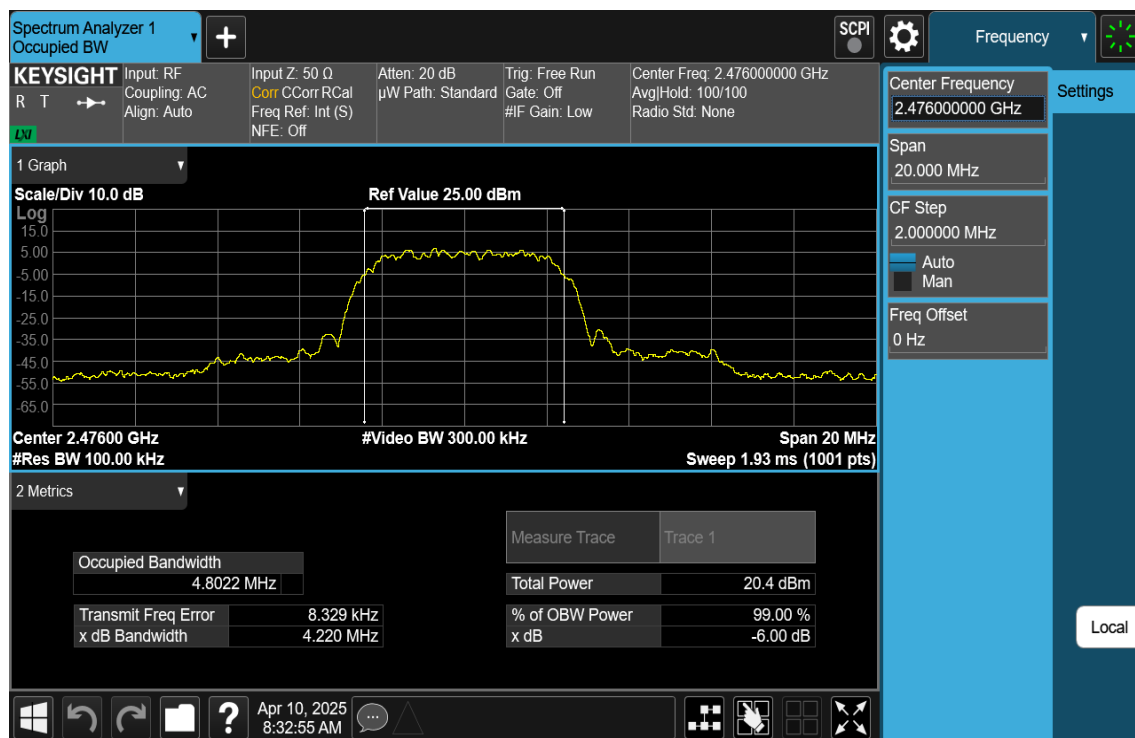 Spectrum Analyzer 1
Occupied BW
+
SCPI
Frequency
KEYSIGHT
R T
LXI
Input: RF
Coupling: AC
Align: Auto
Input Z: 50 Ω
Corr CCorr RCal
Freq Ref: Int (S)
NFE: Off
Atten: 20 dB
µW Path: Standard
Trig: Free Run
Gate: Off
#IF Gain: Low
Center Freq: 2.476000000 GHz
Avg|Hold: 100/100
Radio Std: None
Center Frequency
2.476000000 GHz
Settings
Span
20.000 MHz
CF Step
2.000000 MHz
Auto
Man
Freq Offset
0 Hz
1 Graph
Scale/Div 10.0 dB
Ref Value 25.00 dBm
Log
15.0
5.00
-5.00
-15.0
-25.0
-35.0
-45.0
-55.0
-65.0
Center 2.47600 GHz
#Video BW 300.00 kHz
Span 20 MHz
#Res BW 100.00 kHz
Sweep 1.93 ms (1001 pts)
2 Metrics
Measure Trace
Trace 1
Occupied Bandwidth
4.8022 MHz
Total Power
20.4 dBm
Transmit Freq Error
8.329 kHz
% of OBW Power
99.00 %
x dB Bandwidth
4.220 MHz
x dB
-6.00 dB
Local
?
Apr 10, 2025
8:32:55 AM